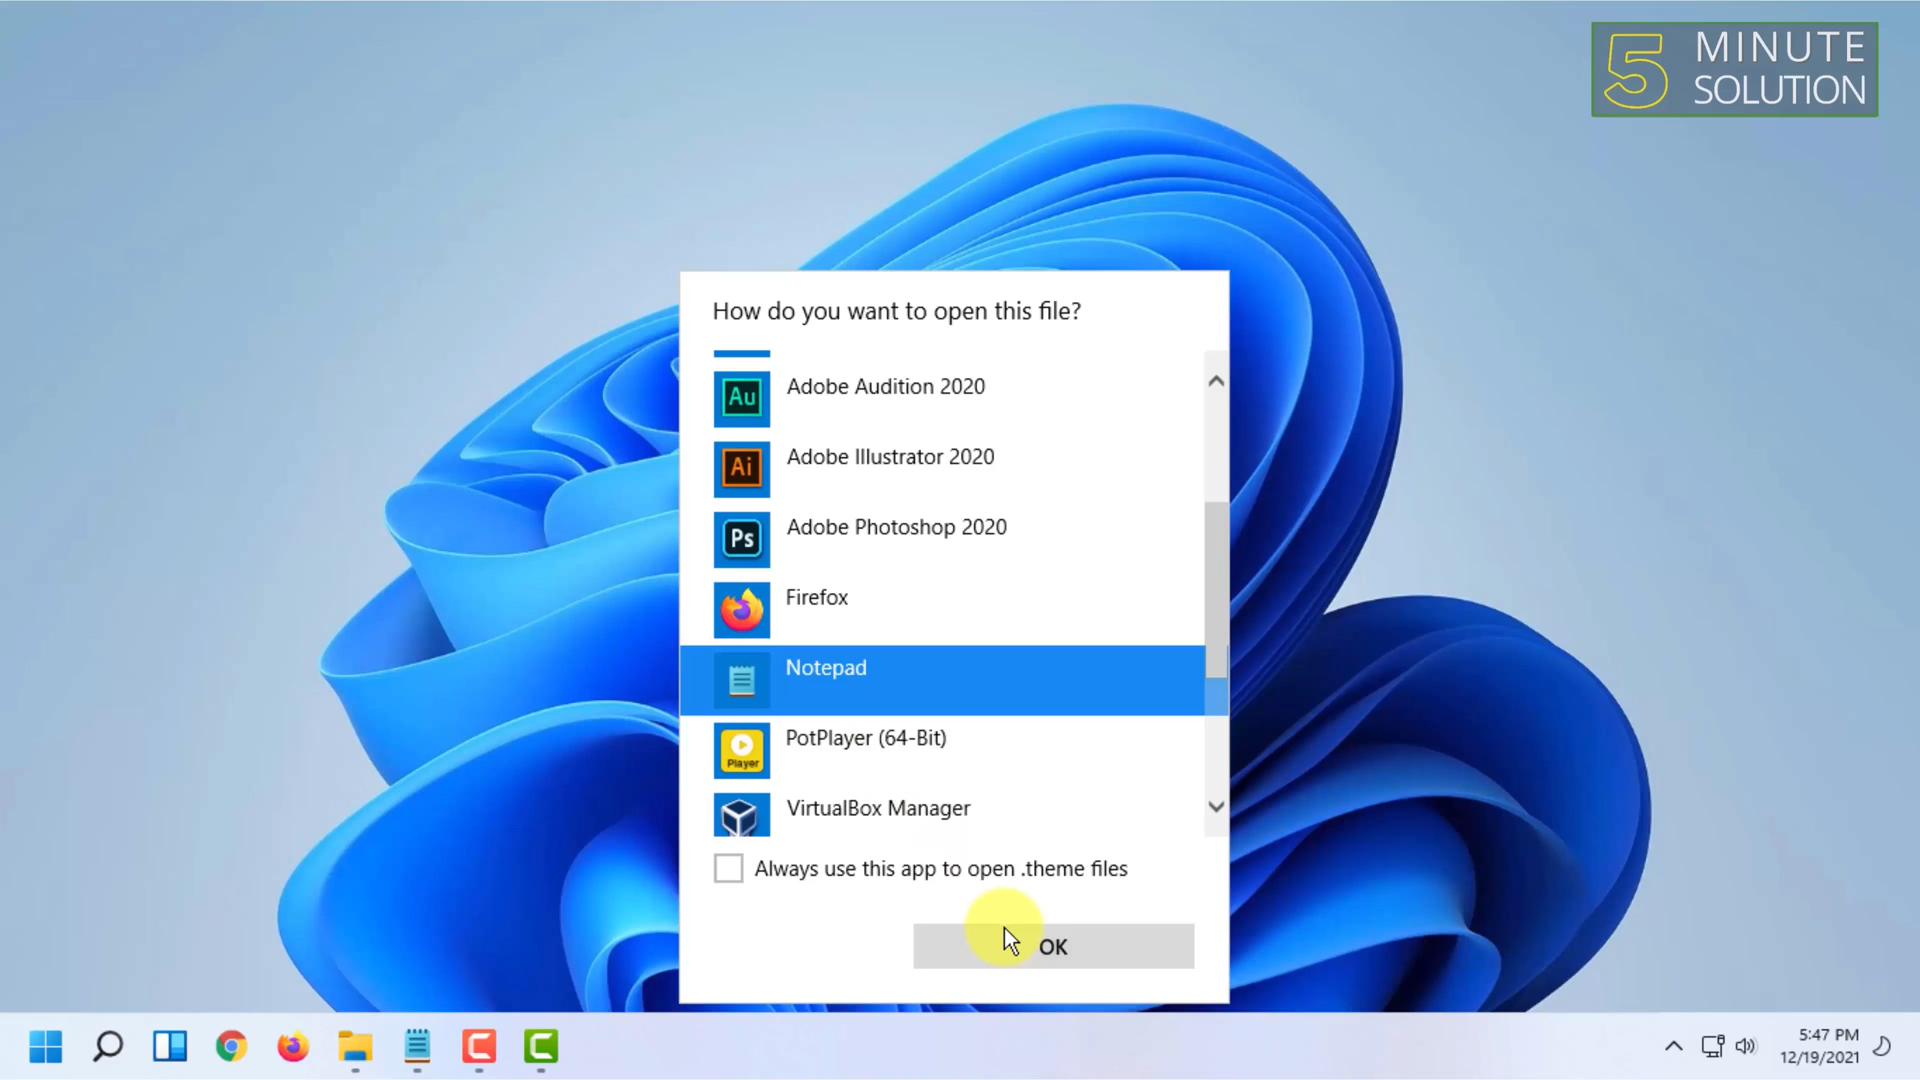 5 MINUTE
SOLUTION
How do you want to open this file?
Au Adobe Audition 2020
Ai Adobe Illustrator 2020
Ps Adobe Photoshop 2020
Firefox
Notepad
PotPlayer (64-Bit)
Player
VirtualBox Manager
Always use this app to open .theme files
OK
5:47 PM
12/19/2021